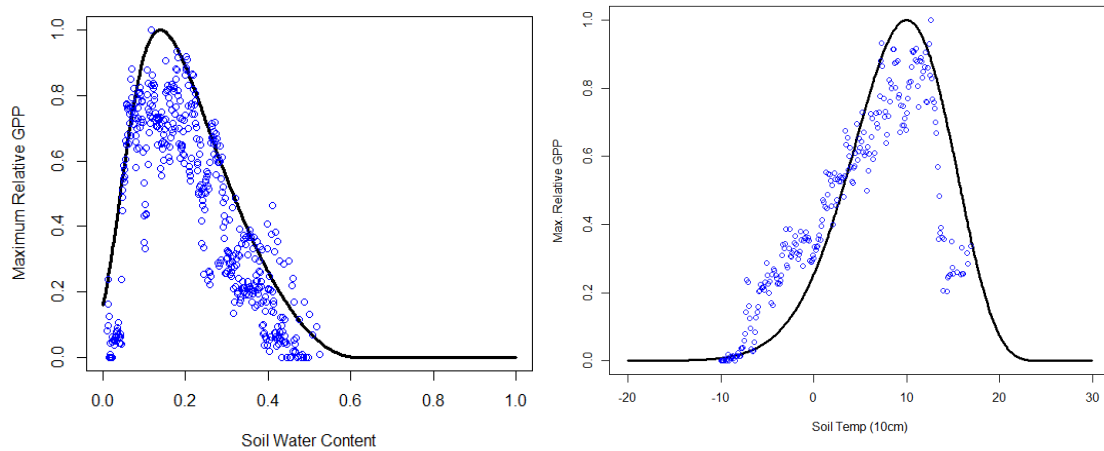 Maximum Relative GPP
1.0
0.8
0.6
0.4
0.2
0.0
0.0 0.2 0.4 0.6 0.8 1.0
Soil Water Content
Max. Relative GPP
1.0
0.8
0.6
0.4
0.2
0.0
-20 -10 0 10 20 30
Soil Temp (10cm)